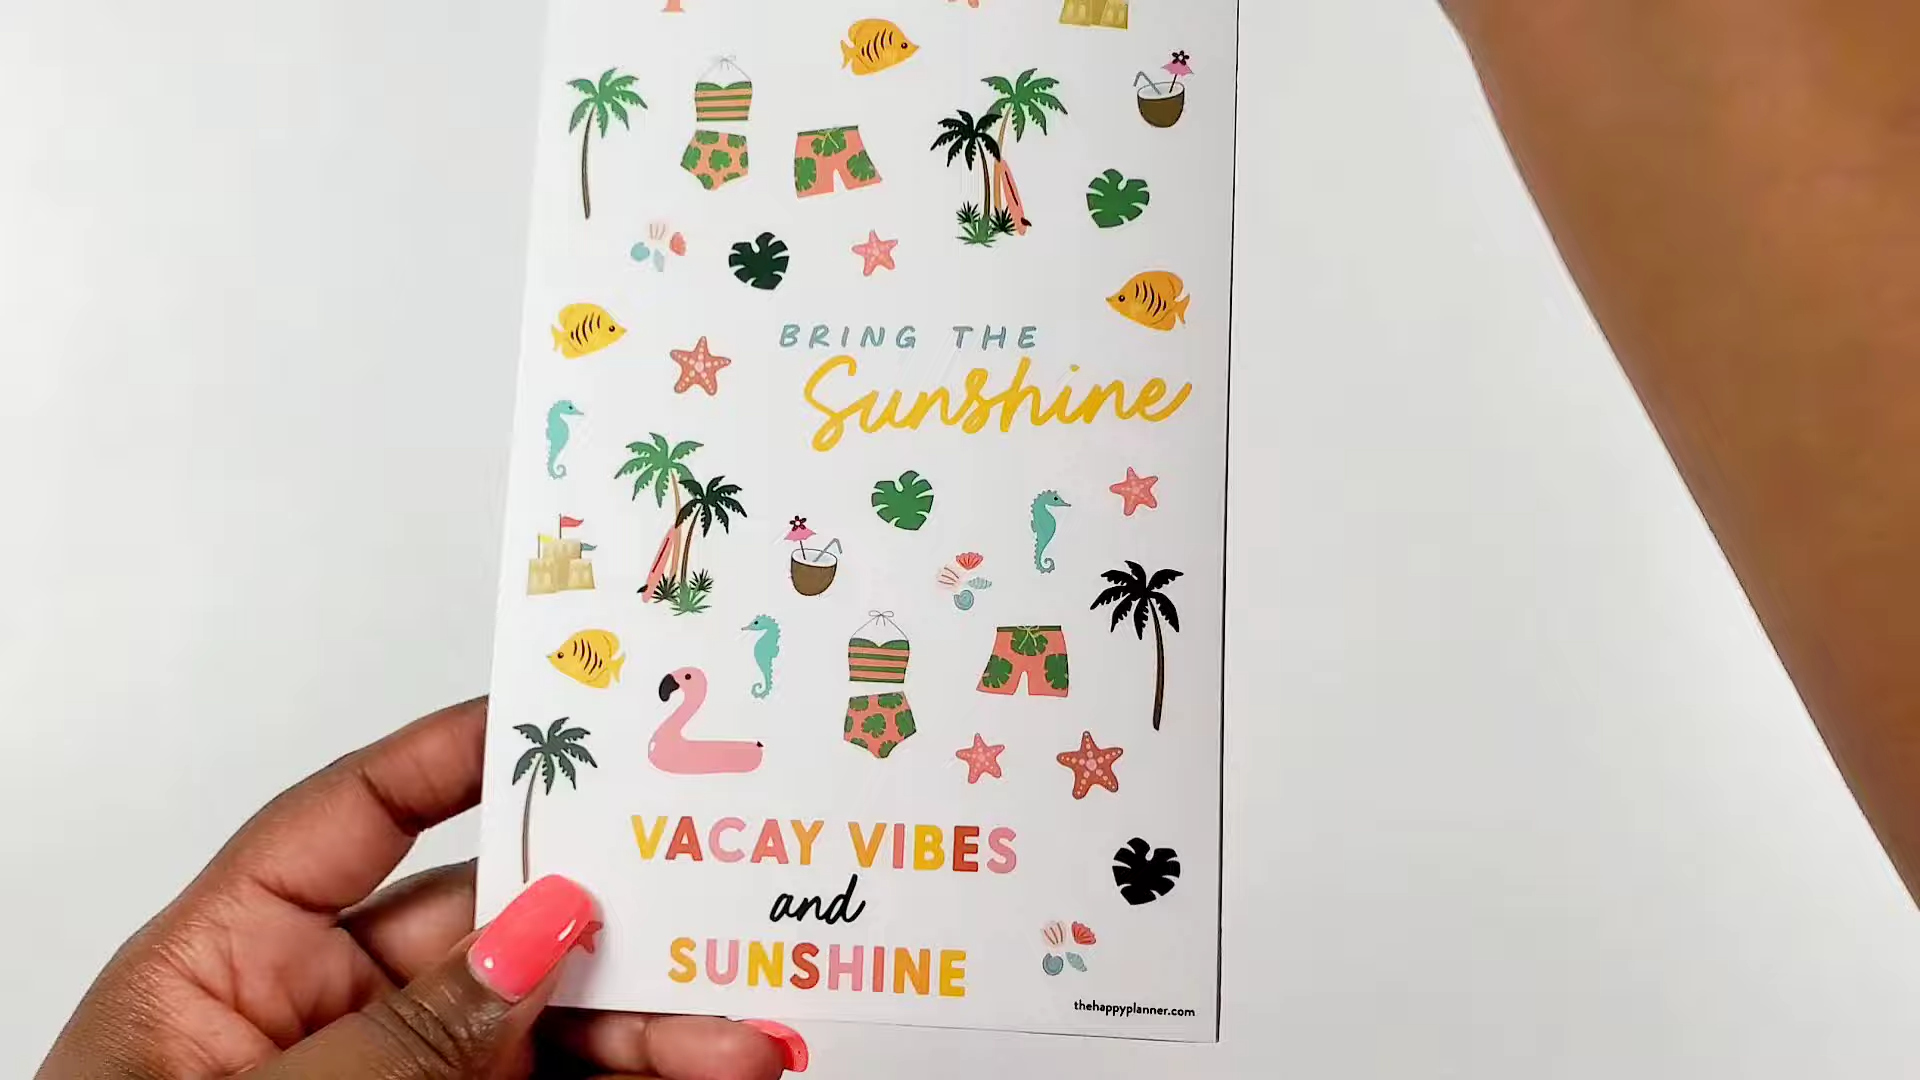 BRING THE
Sunshine
VACAY VIBES
and
SUNSHINE
thehappyplanner.com